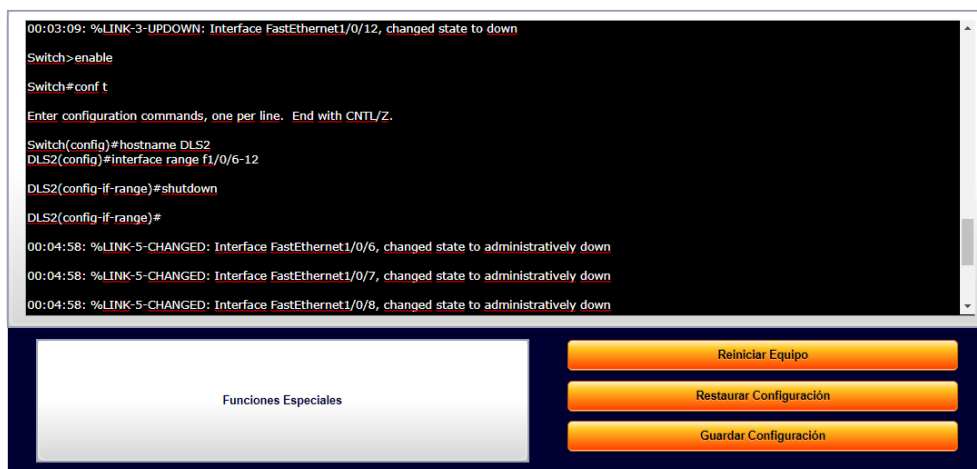 00:03:09: %LINK-3-UPDOWN: Interface FastEthernet1/0/12, changed state to down
Switch>enable
Switch#conf t
Enter configuration commands, one per line.  End with CNTL/Z.
Switch(config)#hostname DLS2
DLS2(config)#interface range f1/0/6-12
DLS2(config-if-range)#shutdown
DLS2(config-if-range)#
00:04:58: %LINK-5-CHANGED: Interface FastEthernet1/0/6, changed state to administratively down
00:04:58: %LINK-5-CHANGED: Interface FastEthernet1/0/7, changed state to administratively down
00:04:58: %LINK-5-CHANGED: Interface FastEthernet1/0/8, changed state to administratively down
Funciones Especiales
Reiniciar Equipo
Restaurar Configuración
Guardar Configuración